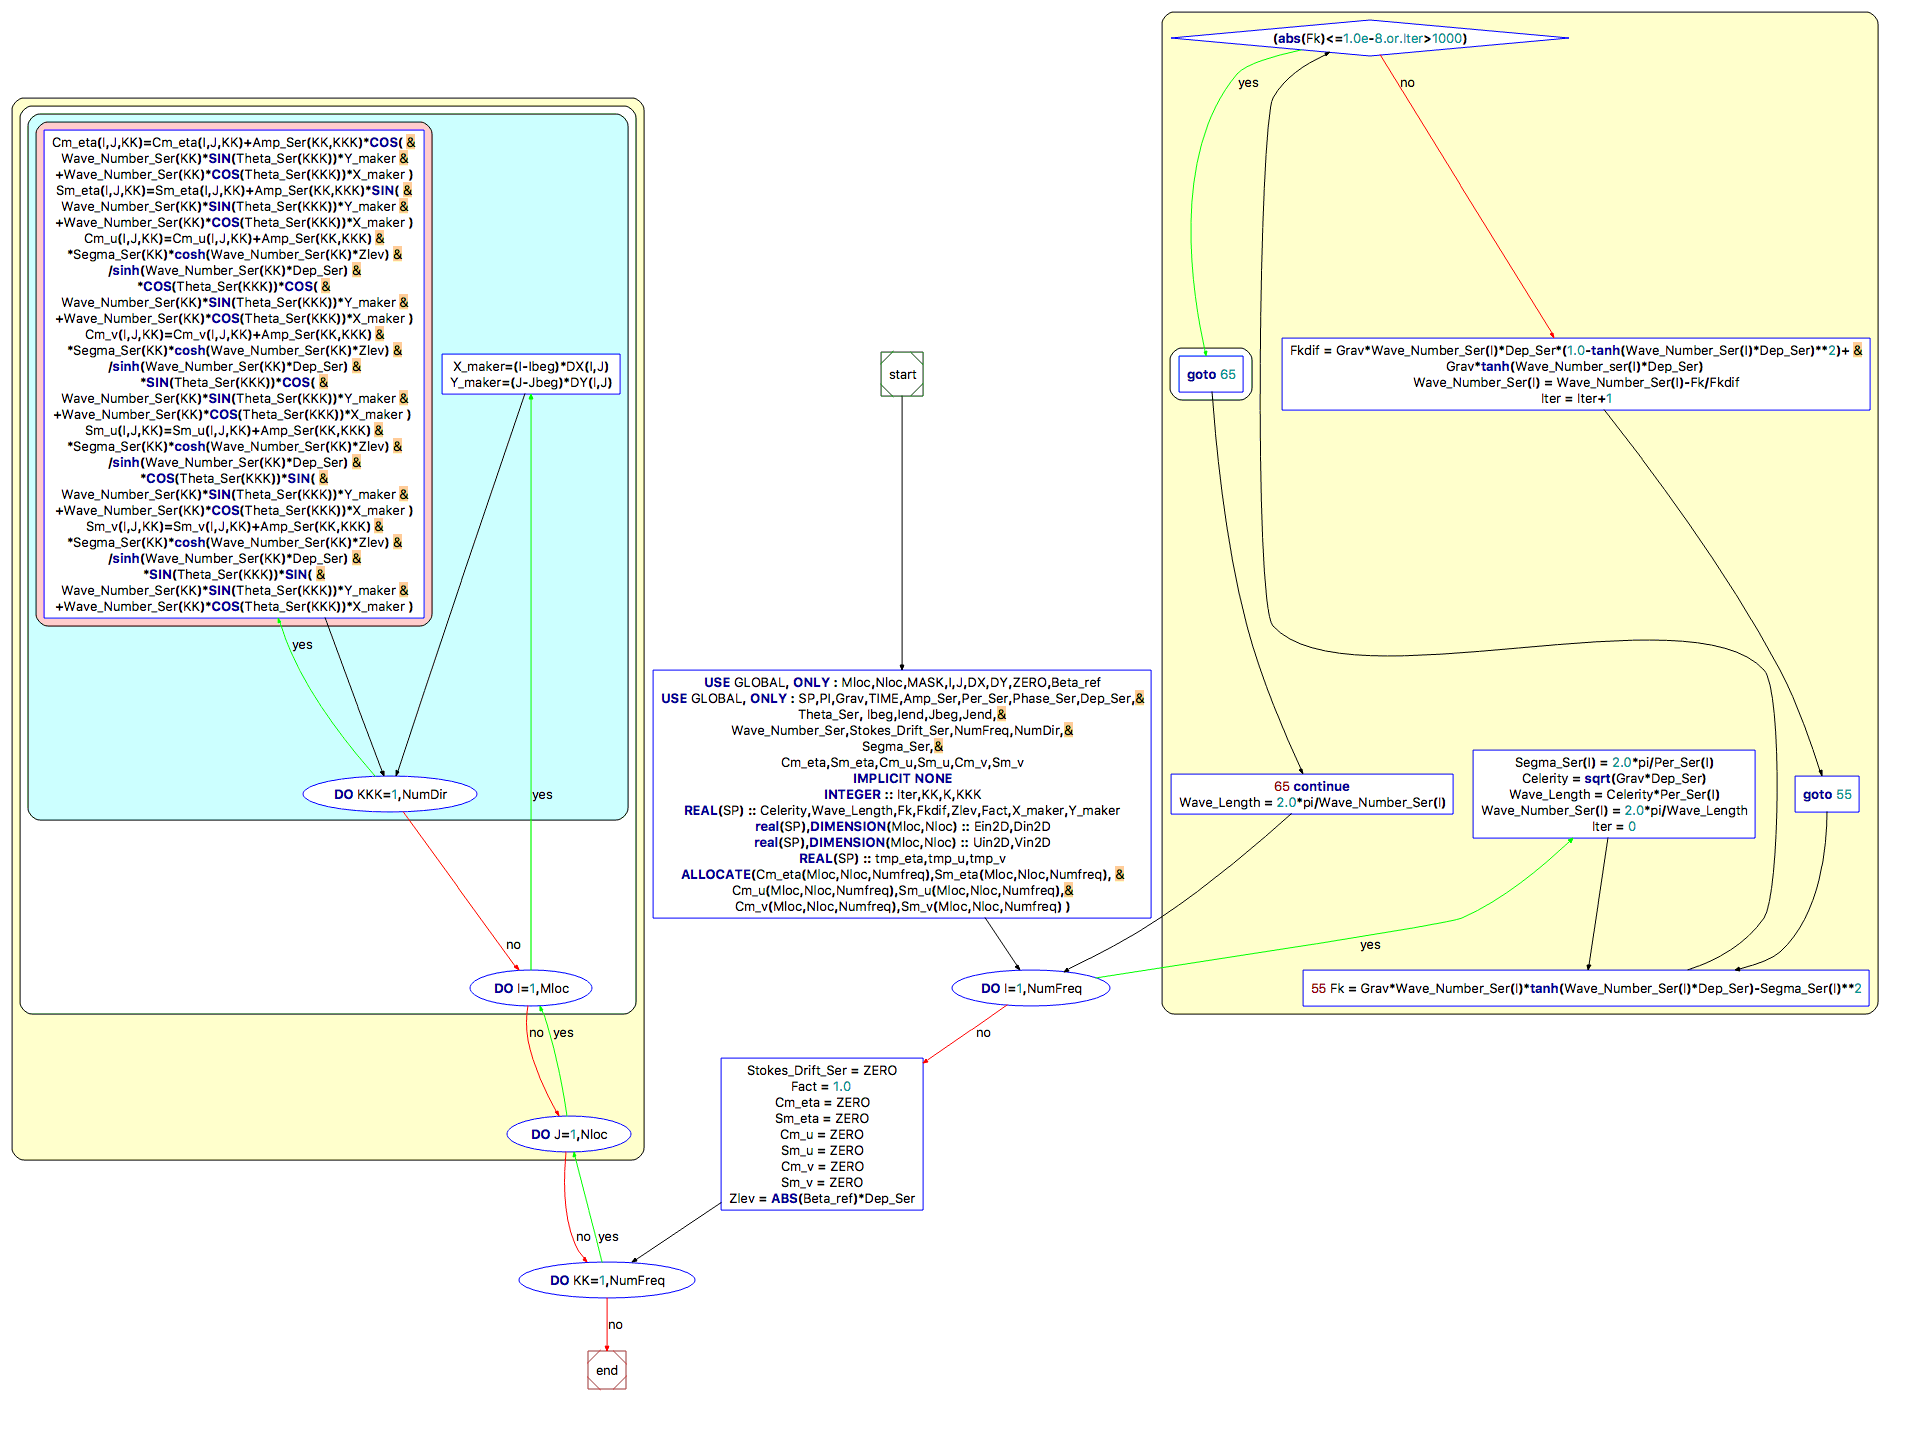 (abs(Fk)<=1.0e-8.or.Iter>1000)
yes
no
Cm_eta(I,J,KK)=Cm_eta(I,J,KK)+Amp_Ser(KK,KKK)*COS( &
Wave_Number_Ser(KK)*SIN(Theta_Ser(KKK))*Y_maker &
+Wave_Number_Ser(KK)*COS(Theta_Ser(KKK))*X_maker )
Sm_eta(I,J,KK)=Sm_eta(I,J,KK)+Amp_Ser(KK,KKK)*SIN( &
Wave_Number_Ser(KK)*SIN(Theta_Ser(KKK))*Y_maker &
+Wave_Number_Ser(KK)*COS(Theta_Ser(KKK))*X_maker )
Cm_u(I,J,KK)=Cm_u(I,J,KK)+Amp_Ser(KK,KKK) &
*Segma_Ser(KK)*cosh(Wave_Number_Ser(KK)*Zlev) &
/sinh(Wave_Number_Ser(KK)*Dep_Ser) &
*COS(Theta_Ser(KKK))*COS( &
Wave_Number_Ser(KK)*SIN(Theta_Ser(KKK))*Y_maker &
+Wave_Number_Ser(KK)*COS(Theta_Ser(KKK))*X_maker )
Cm_v(I,J,KK)=Cm_v(I,J,KK)+Amp_Ser(KK,KKK) &
*Segma_Ser(KK)*cosh(Wave_Number_Ser(KK)*Zlev) &
/sinh(Wave_Number_Ser(KK)*Dep_Ser) &
*SIN(Theta_Ser(KKK))*COS( &
Wave_Number_Ser(KK)*SIN(Theta_Ser(KKK))*Y_maker &
+Wave_Number_Ser(KK)*COS(Theta_Ser(KKK))*X_maker )
Sm_u(I,J,KK)=Sm_u(I,J,KK)+Amp_Ser(KK,KKK) &
*Segma_Ser(KK)*cosh(Wave_Number_Ser(KK)*Zlev) &
/sinh(Wave_Number_Ser(KK)*Dep_Ser) &
*COS(Theta_Ser(KKK))*SIN( &
Wave_Number_Ser(KK)*SIN(Theta_Ser(KKK))*Y_maker &
+Wave_Number_Ser(KK)*COS(Theta_Ser(KKK))*X_maker )
Sm_v(I,J,KK)=Sm_v(I,J,KK)+Amp_Ser(KK,KKK) &
*Segma_Ser(KK)*cosh(Wave_Number_Ser(KK)*Zlev) &
/sinh(Wave_Number_Ser(KK)*Dep_Ser) &
*SIN(Theta_Ser(KKK))*SIN( &
Wave_Number_Ser(KK)*SIN(Theta_Ser(KKK))*Y_maker &
+Wave_Number_Ser(KK)*COS(Theta_Ser(KKK))*X_maker )
X_maker=(I-Ibeg)*DX(I,J)
Y_maker=(J-Jbeg)*DY(I,J)
start
goto 65
Fkdif = Grav*Wave_Number_Ser(I)*Dep_Ser*(1.0-tanh(Wave_Number_Ser(I)*Dep_Ser)**2)+ &
Grav*tanh(Wave_Number_ser(I)*Dep_Ser)
Wave_Number_Ser(I) = Wave_Number_Ser(I)-Fk/Fkdif
Iter = Iter+1
yes
DO KKK=1,NumDir
yes
USE GLOBAL, ONLY : Mloc,Nloc,MASK,I,J,DX,DY,ZERO,Beta_ref
USE GLOBAL, ONLY : SP,PI,Grav,TIME,Amp_Ser,Per_Ser,Phase_Ser,Dep_Ser,&
Theta_Ser, Ibeg,Iend,Jbeg,Jend,&
Wave_Number_Ser,Stokes_Drift_Ser,NumFreq,NumDir,&
Segma_Ser,&
Cm_eta,Sm_eta,Cm_u,Sm_u,Cm_v,Sm_v
IMPLICIT NONE
INTEGER :: Iter,KK,K,KKK
REAL(SP) :: Celerity,Wave_Length,Fk,Fkdif,Zlev,Fact,X_maker,Y_maker
real(SP),DIMENSION(Mloc,Nloc) :: Ein2D,Din2D
real(SP),DIMENSION(Mloc,Nloc) :: Uin2D,Vin2D
REAL(SP) :: tmp_eta,tmp_u,tmp_v
ALLOCATE(Cm_eta(Mloc,Nloc,Numfreq),Sm_eta(Mloc,Nloc,Numfreq), &
Cm_u(Mloc,Nloc,Numfreq),Sm_u(Mloc,Nloc,Numfreq),&
Cm_v(Mloc,Nloc,Numfreq),Sm_v(Mloc,Nloc,Numfreq) )
65 continue
Wave_Length = 2.0*pi/Wave_Number_Ser(I)
Segma_Ser(I) = 2.0*pi/Per_Ser(I)
Celerity = sqrt(Grav*Dep_Ser)
Wave_Length = Celerity*Per_Ser(I)
Wave_Number_Ser(I) = 2.0*pi/Wave_Length
Iter = 0
goto 55
no
yes
DO I=1,Mloc
DO I=1,NumFreq
55 Fk = Grav*Wave_Number_Ser(I)*tanh(Wave_Number_Ser(I)*Dep_Ser)-Segma_Ser(I)**2
no
yes
no
Stokes_Drift_Ser = ZERO
Fact = 1.0
Cm_eta = ZERO
Sm_eta = ZERO
Cm_u = ZERO
Sm_u = ZERO
Cm_v = ZERO
Sm_v = ZERO
Zlev = ABS(Beta_ref)*Dep_Ser
DO J=1,Nloc
no
yes
DO KK=1,NumFreq
no
end